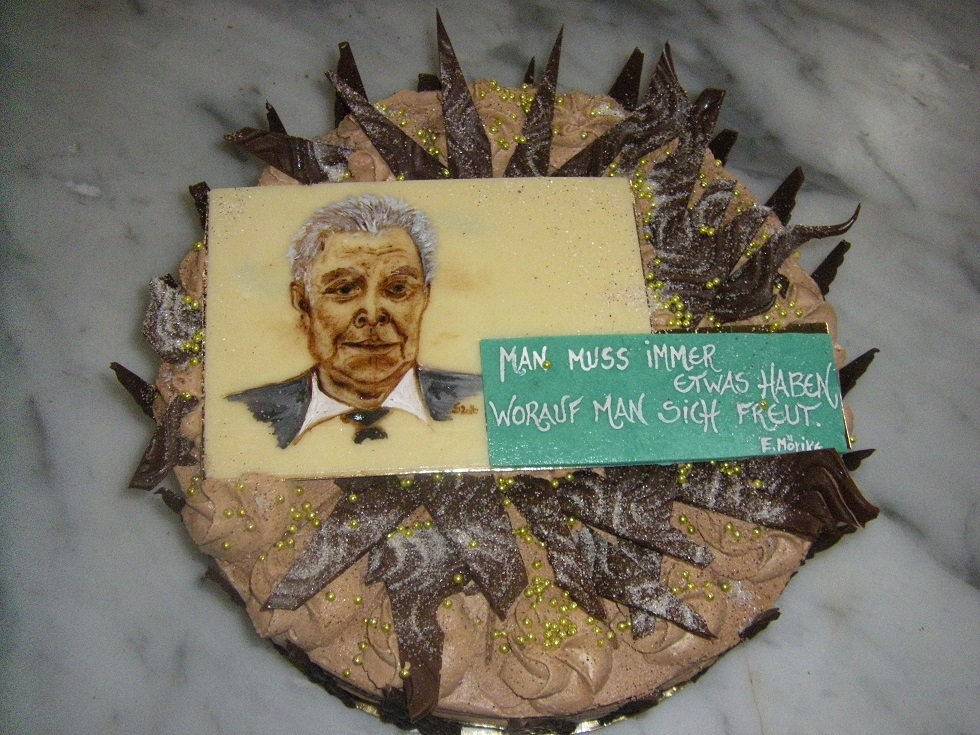 MAN MUSS iMMER
ETWAS HABEN
WORAUF MAN SiCH FREUT.
E. Mörike